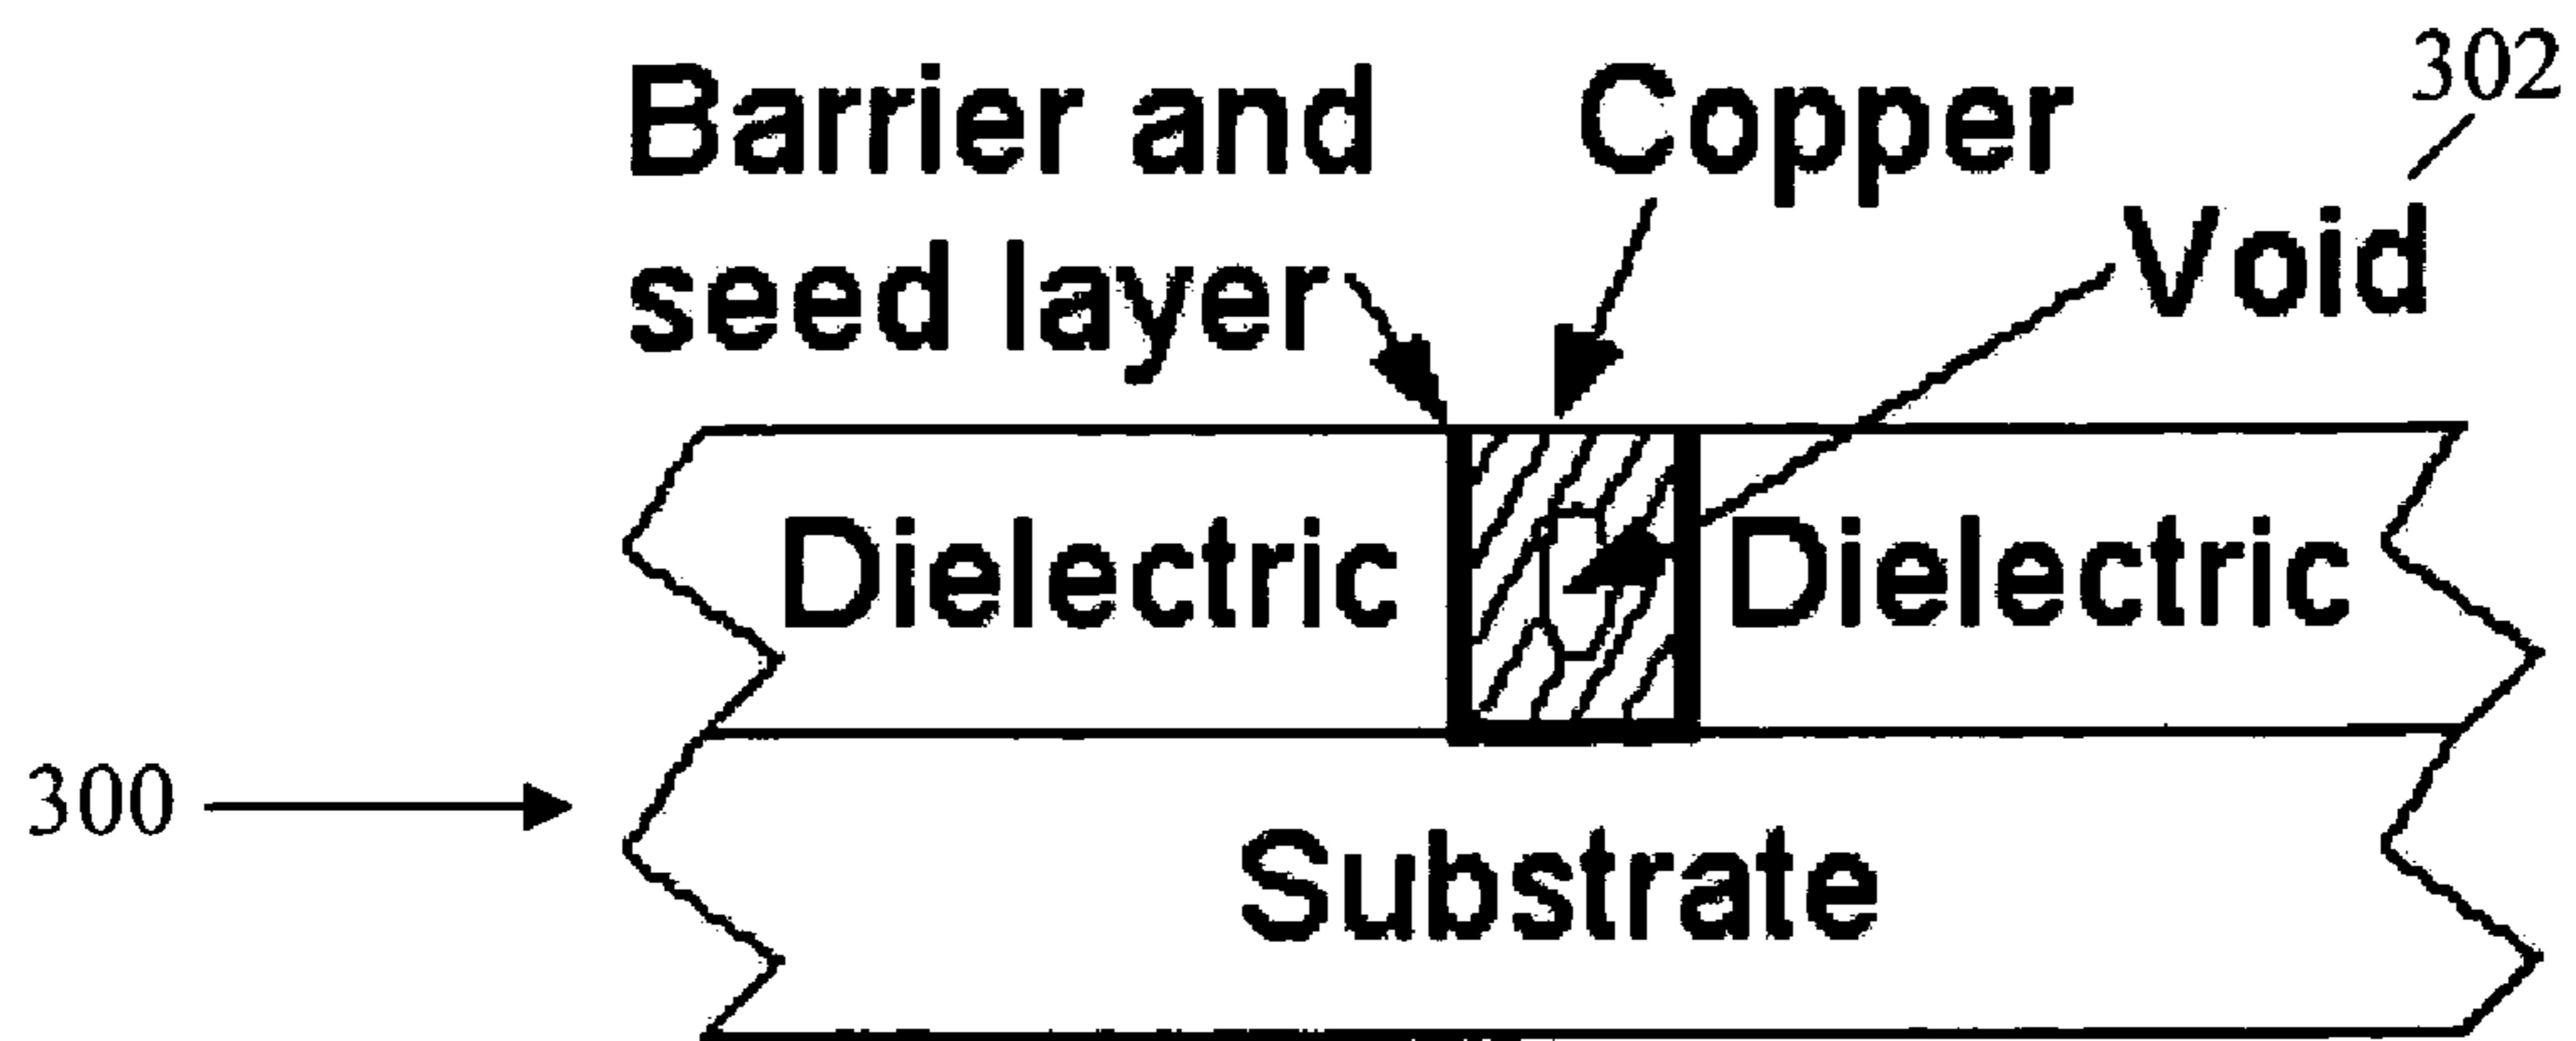 302
Barrier and Copper
seed layer Void
Dielectric Dielectric
300
Substrate